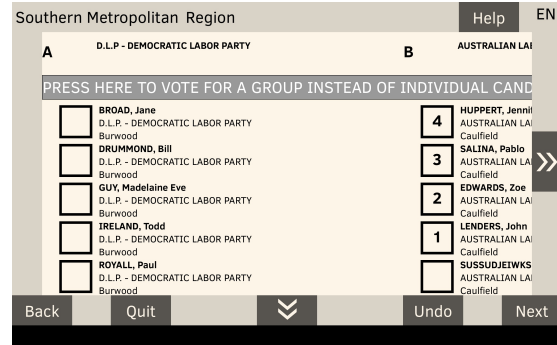 Southern Metropolitan Region
Help
EN
A
D.L.P - DEMOCRATIC LABOR PARTY
B
AUSTRALIAN LA
PRESS HERE TO VOTE FOR A GROUP INSTEAD OF INDIVIDUAL CAND
BROAD, Jane
D.L.P. - DEMOCRATIC LABOR PARTY
Burwood
DRUMMOND, Bill
D.L.P. - DEMOCRATIC LABOR PARTY
Burwood
GUY, Madelaine Eve
D.L.P. - DEMOCRATIC LABOR PARTY
Burwood
IRELAND, Todd
D.L.P. - DEMOCRATIC LABOR PARTY
Burwood
ROYALL, Paul
D.L.P. - DEMOCRATIC LABOR PARTY
Burwood
4
HUPPERT, Jenni
AUSTRALIAN LA
Caulfield
3
SALINA, Pablo
AUSTRALIAN LA
Caulfield
2
EDWARDS, Zoe
AUSTRALIAN LA
Caulfield
1
LENDERS, John
AUSTRALIAN LA
Caulfield
SUSSUDJEIWKS
AUSTRALIAN LA
Caulfield
Back
Quit
Undo
Next